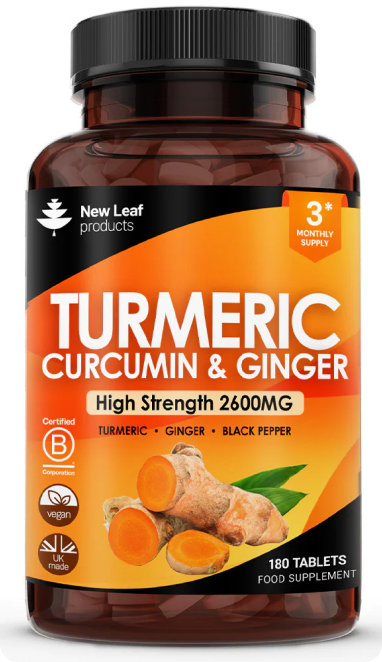 New Leaf
products
3*
MONTHLY
SUPPLY
TURMERIC
CURCUMIN & GINGER
High Strength 2600MG
TURMERIC • GINGER • BLACK PEPPER
Certified
B
Corporation
vegan
UK
made
180 TABLETS
FOOD SUPPLEMENT